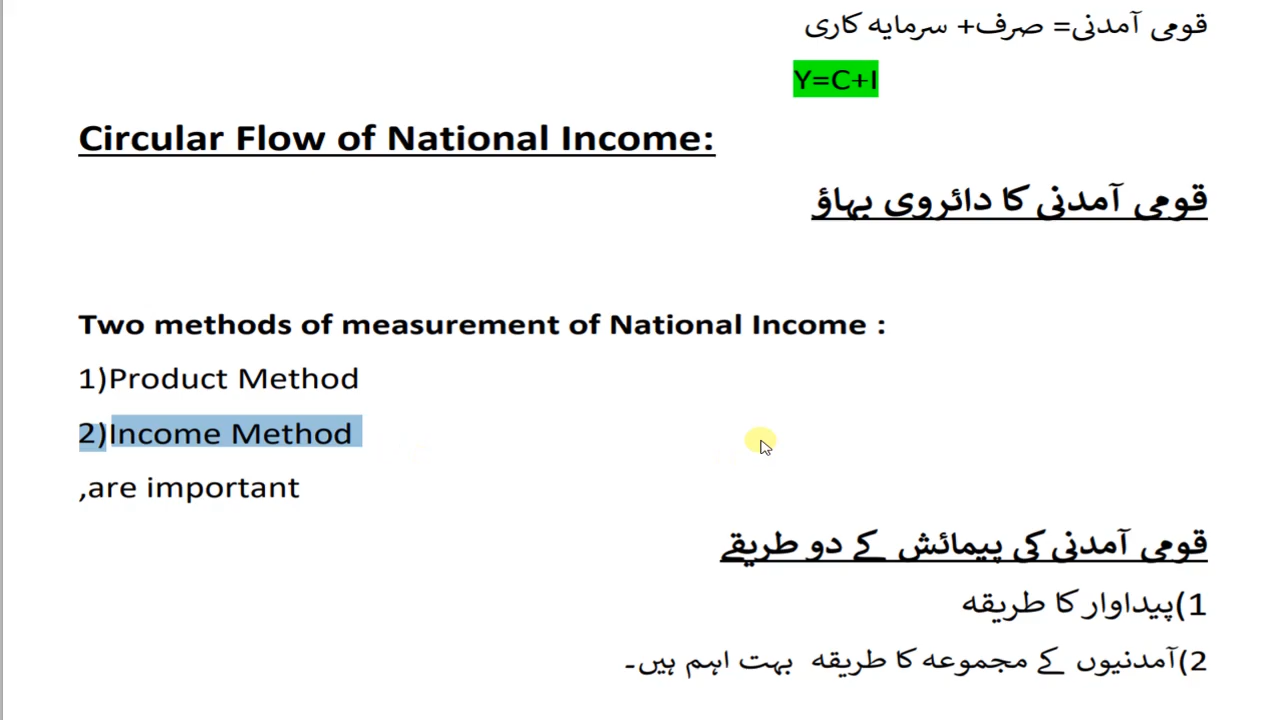 قومی آمدنی= صرف+ سرمایہ کاری
Y=C+I
Circular Flow of National Income:
قومی آمدنی کا دائروی بہاؤ
Two methods of measurement of National Income :
1)Product Method
2)Income Method
,are important
قومی آمدنی کی پیمائش کے دو طریقے
1)پیداوار کا طریقہ
2)آمدنیوں کے مجموعہ کا طریقہ بہت اہم ہیں۔